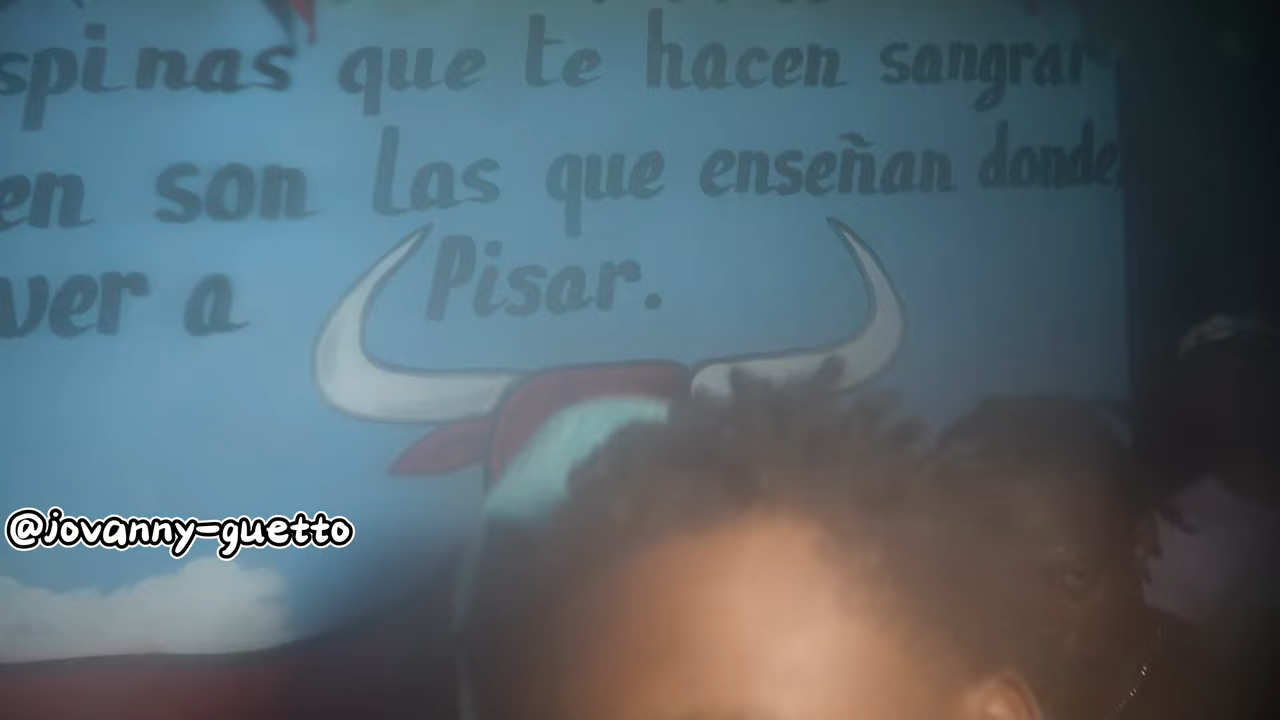 spinas que te hacen sangrar
en son las que enseñan donde
ver a Pisar.
@jovanny-guetto